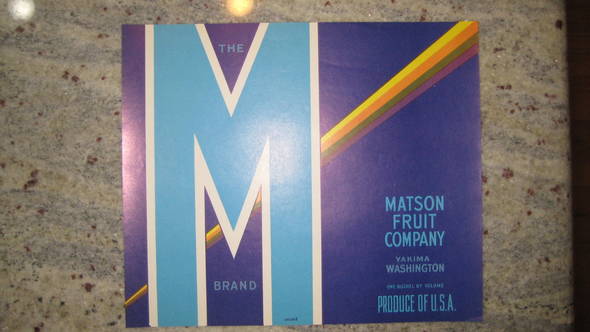 THE
M
BRAND
MATSON
FRUIT
COMPANY
YAKIMA
WASHINGTON
ONE BUSHEL BY VOLUME
PRODUCE OF U.S.A.